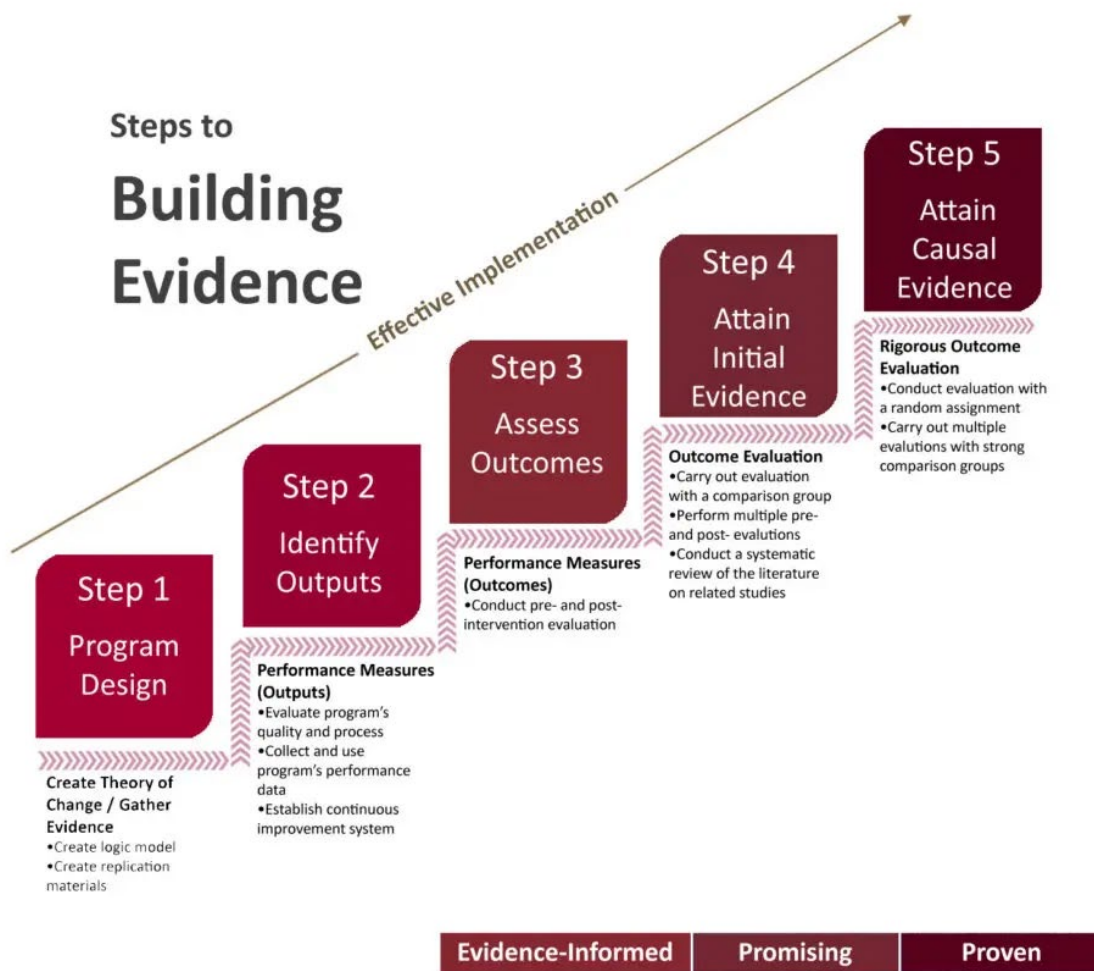 Steps to
Building
Evidence
Effective Implementation
Step 1
Program
Design
Create Theory of
Change / Gather
Evidence
•Create logic model
•Create replication
materials
Step 2
Identify
Outputs
Performance Measures
(Outputs)
•Evaluate program's
quality and process
•Collect and use
program's performance
data
•Establish continuous
improvement system
Step 3
Assess
Outcomes
Performance Measures
(Outcomes)
•Conduct pre- and post-
intervention evaluation
Step 4
Attain
Initial
Evidence
Outcome Evaluation
•Carry out evaluation
with a comparison group
•Perform multiple pre-
and post- evalutions
•Conduct a systematic
review of the literature
on related studies
Step 5
Attain
Causal
Evidence
Rigorous Outcome
Evaluation
•Conduct evaluation with
a random assignment
•Carry out multiple
evalutions with strong
comparison groups
Evidence-Informed
Promising
Proven